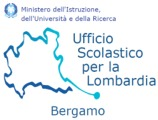 Ministero dell'Istruzione,
dell'Università e della Ricerca
Ufficio
Scolastico
per la
Lombardia
Bergamo